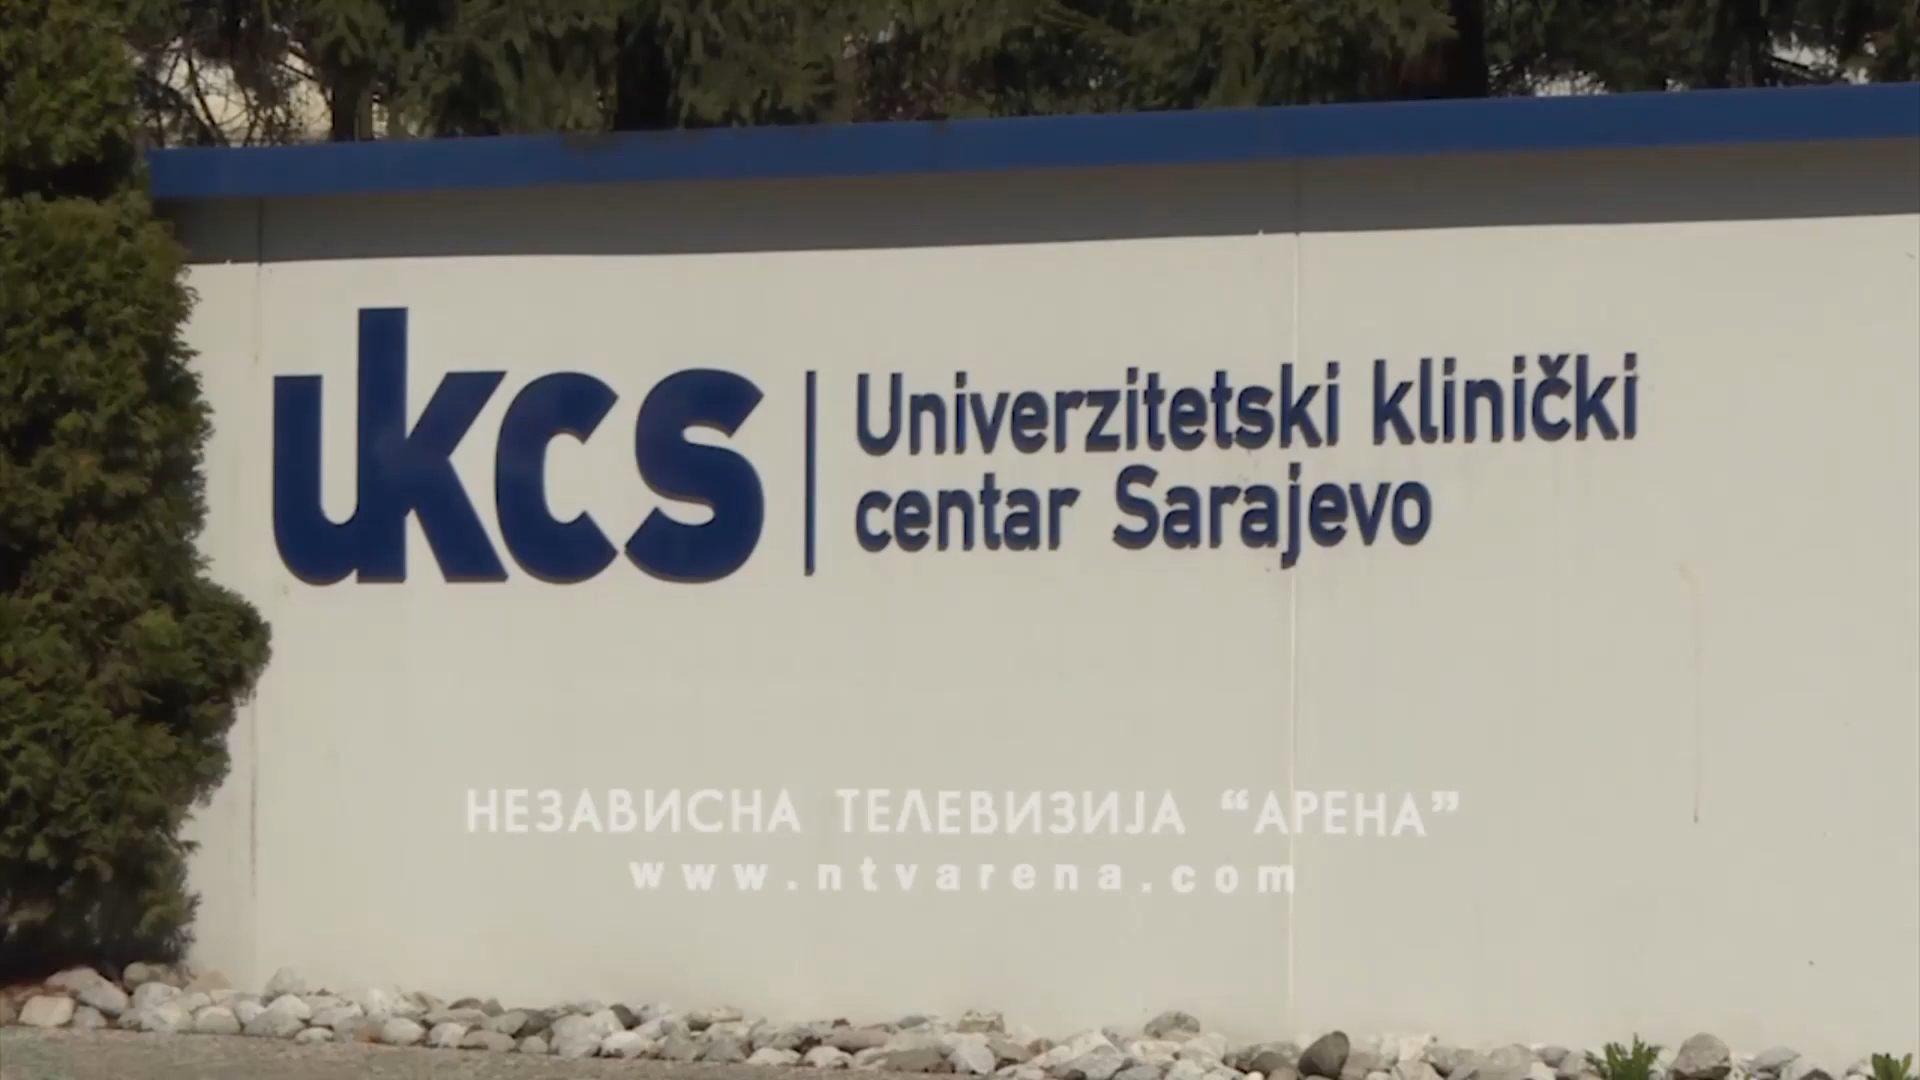 ukcs
Univerzitetski klinički
centar Sarajevo
НЕЗАВИСНА ТЕЛЕВИЗИЈА “АРЕНА”
www.ntvarena.com